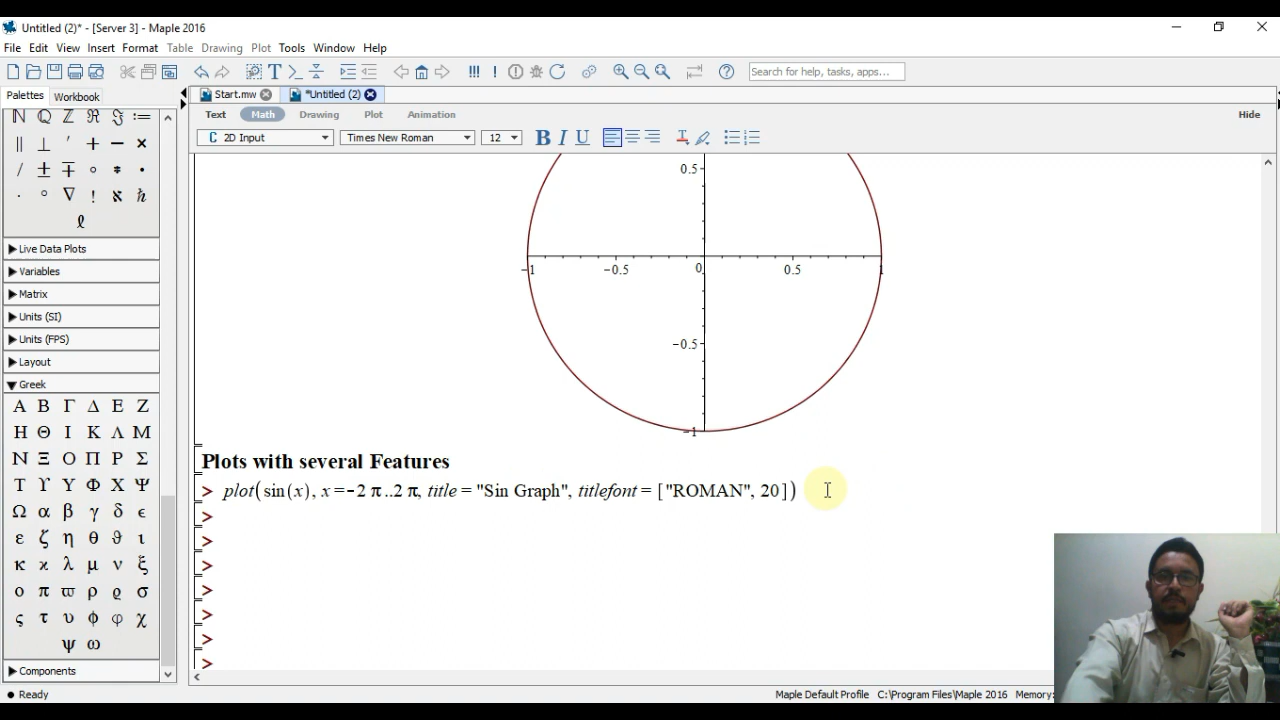 Untitled (2)* - [Server 3] - Maple 2016
File Edit View Insert Format Table Drawing Plot Tools Window Help
Search for help, tasks, apps...
Palettes Workbook
Start.mw *Untitled (2)
Text Math Drawing Plot Animation Hide
C 2D Input Times New Roman 12 B I U
ℕ ℚ ℤ ℜ ℑ :=
∥ ⊥ ′ + − ×
/ ± ∓ ∘ * •
· ° ∇ ! ℵ ℏ
ℓ
Live Data Plots
Variables
Matrix
Units (SI)
Units (FPS)
Layout
Greek
Α Β Γ Δ Ε Ζ
Η Θ Ι Κ Λ Μ
Ν Ξ Ο Π Ρ Σ
Τ ϒ Υ Φ Χ Ψ
Ω α β γ δ ϵ
ε ζ η θ ϑ ι
κ ϰ λ μ ν ξ
ο π ϖ ρ ϱ σ
ς τ υ ϕ φ χ
ψ ω
Components
0.5
-1 -0.5 0 0.5 1
-0.5
-1
Plots with several Features
> plot(sin(x), x = -2 π ..2 π, title = "Sin Graph", titlefont = ["ROMAN", 20])
>
>
>
>
>
>
>
Ready
Maple Default Profile C:\Program Files\Maple 2016 Memory: